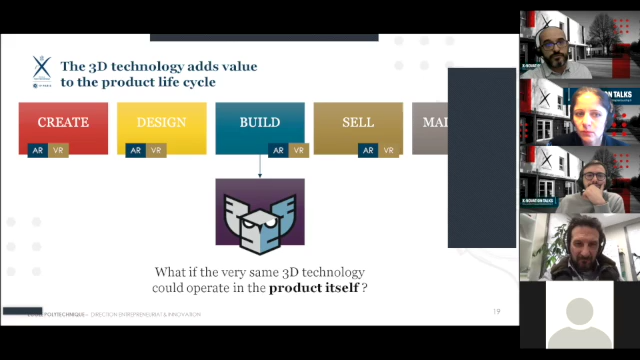 The 3D technology adds value
to the product life cycle
CREATE
DESIGN
BUILD
SELL
AR VR
AR VR
AR VR
AR VR
What if the very same 3D technology
could operate in the product itself ?
POLYTECHNIQUE – DIRECTION ENTREPRENEURIAT & INNOVATION
19
X-NOVATION TALKS